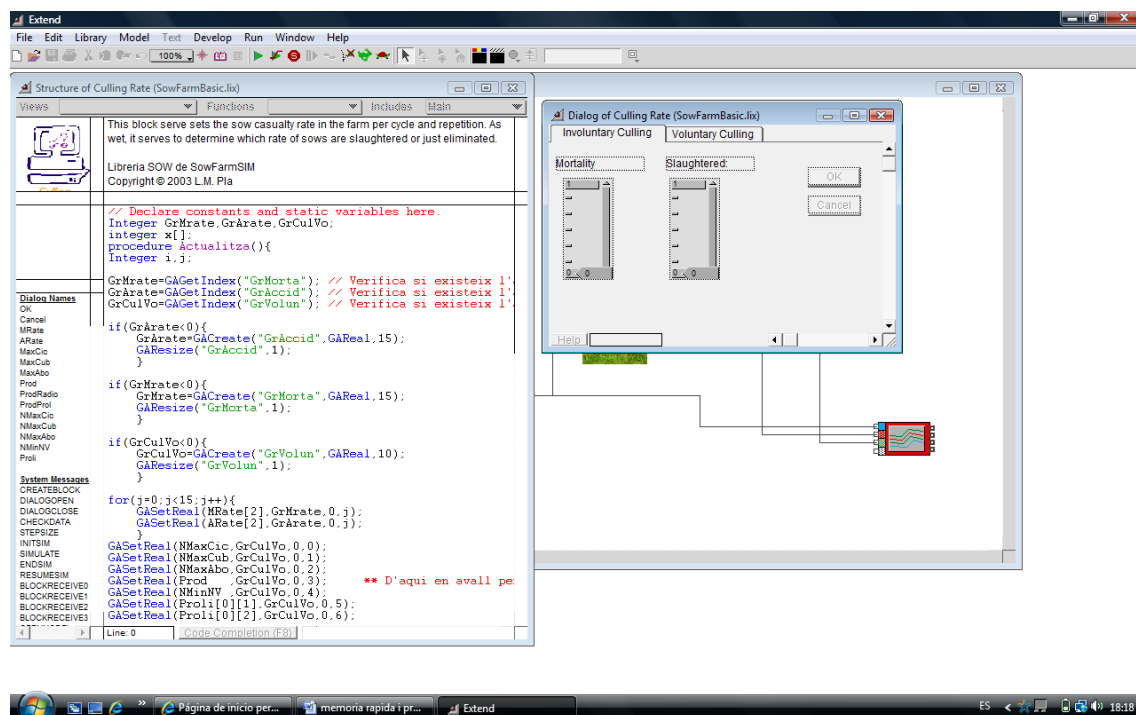 Extend
File Edit Library Model Text Develop Run Window Help
100%
Structure of Culling Rate (SowFarmBasic.lix)
Views Functions Includes Main
This block serve sets the sow casualty rate in the farm per cycle and repetition. As
wet, it serves to determine which rate of sows are slaughtered or just eliminated.
Libreria SOW de SowFarmSIM
Copyright © 2003 L.M. Pla
// Declare constants and static variables here.
Integer GrMrate,GrArate,GrCulVo;
integer x[];
procedure Actualitza(){
Integer i,j;
GrMrate=GAGetIndex("GrMorta"); // Verifica si existeix l'
GrArate=GAGetIndex("GrAccid"); // Verifica si existeix l'
GrCulVo=GAGetIndex("GrVolun"); // Verifica si existeix l'
if(GrArate<0){
GrArate=GACreate("GrAccid",GAReal,15);
GAResize("GrAccid",1);
}
if(GrMrate<0){
GrMrate=GACreate("GrMorta",GAReal,15);
GAResize("GrMorta",1);
}
if(GrCulVo<0){
GrCulVo=GACreate("GrVolun",GAReal,10);
GAResize("GrVolun",1);
}
for(j=0;j<15;j++){
GASetReal(MRate[2],GrMrate,0,j);
GASetReal(ARate[2],GrArate,0,j);
}
GASetReal(NMaxCic,GrCulVo,0,0);
GASetReal(NMaxCub,GrCulVo,0,1);
GASetReal(NMaxAbo,GrCulVo,0,2);
GASetReal(Prod ,GrCulVo,0,3); ** D'aqui en avall pe
GASetReal(NMinNV ,GrCulVo,0,4);
GASetReal(Proli[0][1],GrCulVo,0,5);
GASetReal(Proli[0][2],GrCulVo,0,6);
Dialog Names
OK
Cancel
MRate
ARate
MaxCic
MaxCub
MaxAbo
Prod
ProdRadio
ProdProl
NMaxCic
NMaxCub
NMaxAbo
NMinNV
Proli
System Messages
CREATEBLOCK
DIALOGOPEN
DIALOGCLOSE
CHECKDATA
STEPSIZE
INITSIM
SIMULATE
ENDSIM
RESUMESIM
BLOCKRECEIVE0
BLOCKRECEIVE1
BLOCKRECEIVE2
BLOCKRECEIVE3
Line: 0 Code Completion (F8)
Dialog of Culling Rate (SowFarmBasic.lix)
Involuntary Culling Voluntary Culling
Mortality Slaughtered:
1 1
0 0 0 0
OK
Cancel
Help
Página de inicio per... memoria rapida i pr... Extend ES 18:18